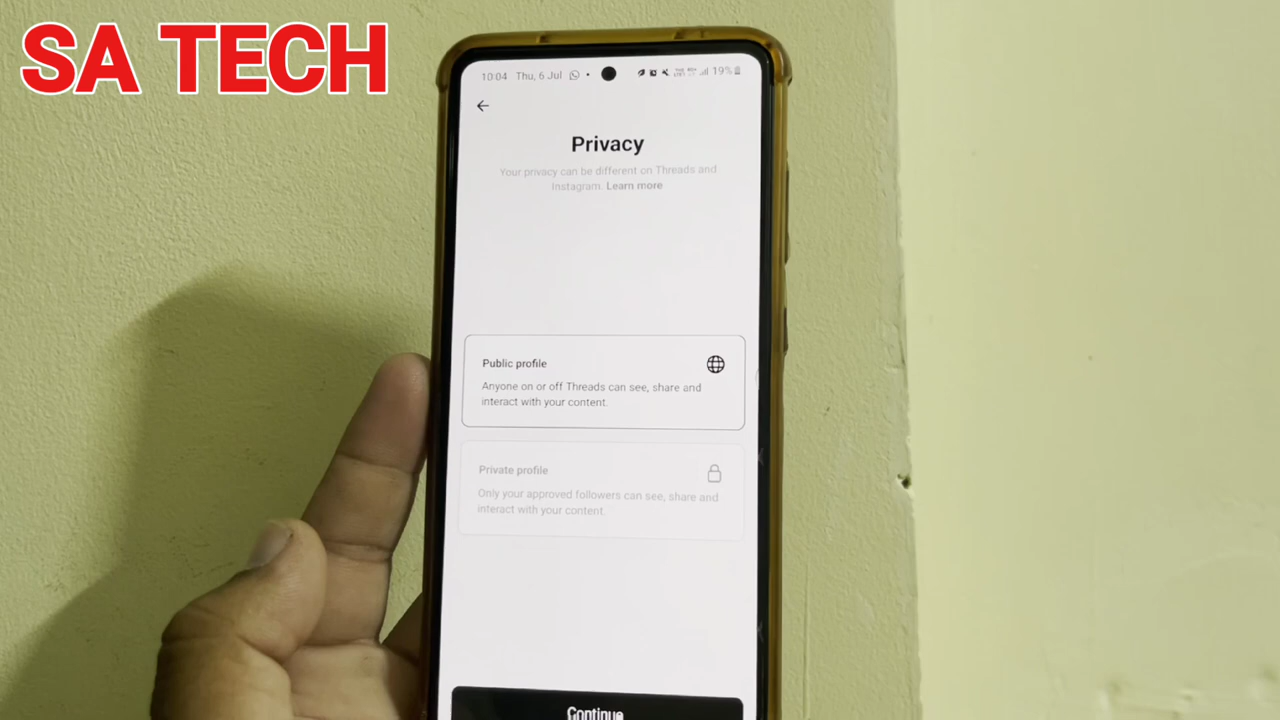 SA TECH
10:04 Thu, 6 Jul
19%
Privacy
Your privacy can be different on Threads and
Instagram. Learn more
Public profile
Anyone on or off Threads can see, share and
interact with your content.
Private profile
Only your approved followers can see, share and
interact with your content.
Continue